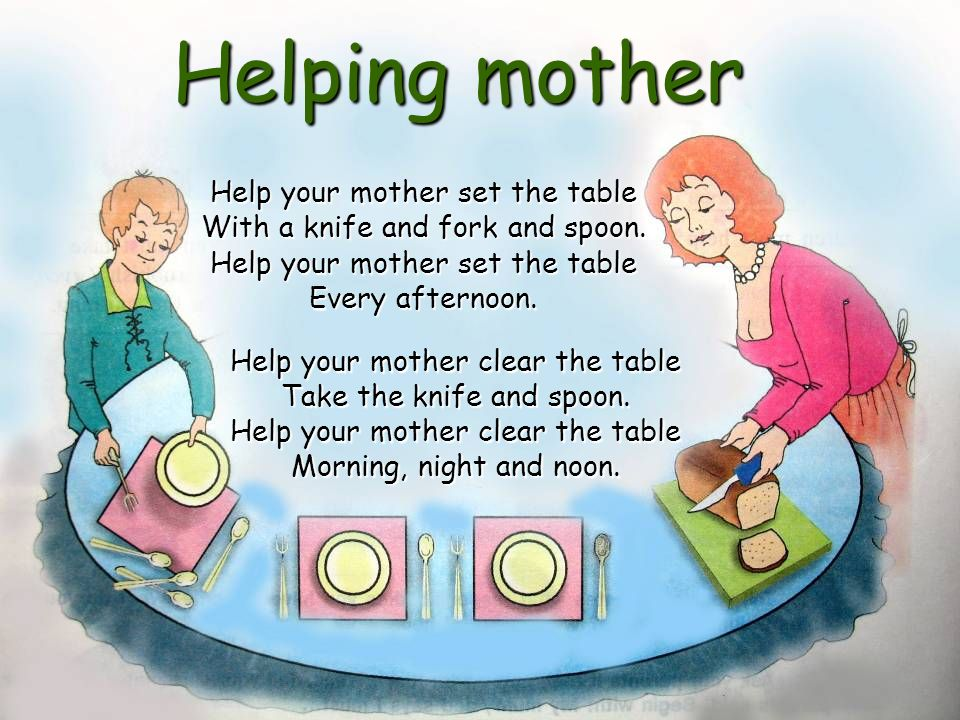 Helping mother
Help your mother set the table
With a knife and fork and spoon.
Help your mother set the table
Every afternoon.
Help your mother clear the table
Take the knife and spoon.
Help your mother clear the table
Morning, night and noon.